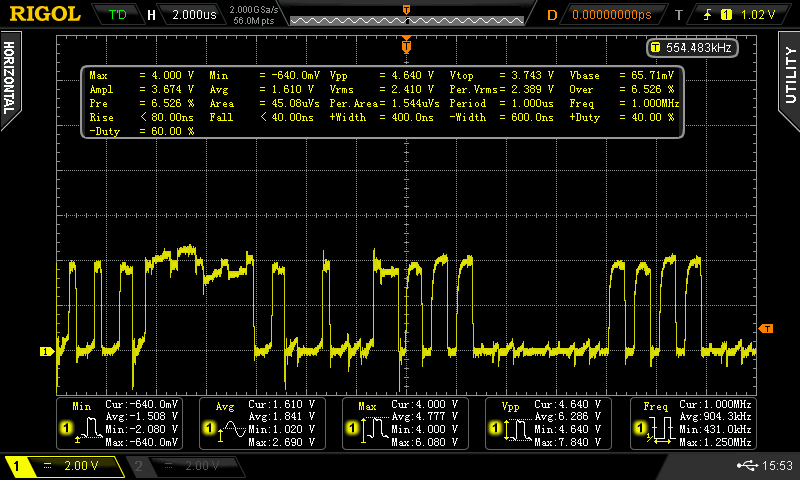 RIGOL T'D H 2.000us 2.000GSa/s 56.0M pts D 0.00000000ps T 1 1.02 V
HORIZONTAL
UTILITY
T 554.483kHz
Max = 4.000 V Min = -640.0mV Vpp = 4.640 V Vtop = 3.743 V Vbase = 65.71mV
Ampl = 3.674 V Avg = 1.610 V Vrms = 2.410 V Per.Vrms= 2.389 V Over = 6.526 %
Pre = 6.526 % Area = 45.08uVs Per.Area= 1.544uVs Period = 1.000us Freq = 1.000MHz
Rise < 80.00ns Fall < 40.00ns +Width = 400.0ns -Width = 600.0ns +Duty = 40.00 %
-Duty = 60.00 %
T
T
1
Min Cur:-640.0mV Avg Cur:1.610 V Max Cur:4.000 V Vpp Cur:4.640 V Freq Cur:1.000MHz
Avg:-1.508 V Avg:1.841 V Avg:4.777 V Avg:6.286 V Avg:904.3kHz
1 Min:-2.080 V 1 Min:1.020 V 1 Min:4.000 V 1 Min:4.640 V 1 Min:431.0kHz
Max:-640.0mV Max:2.690 V Max:6.080 V Max:7.840 V Max:1.250MHz
1 2.00 V 2 2.00 V 15:53